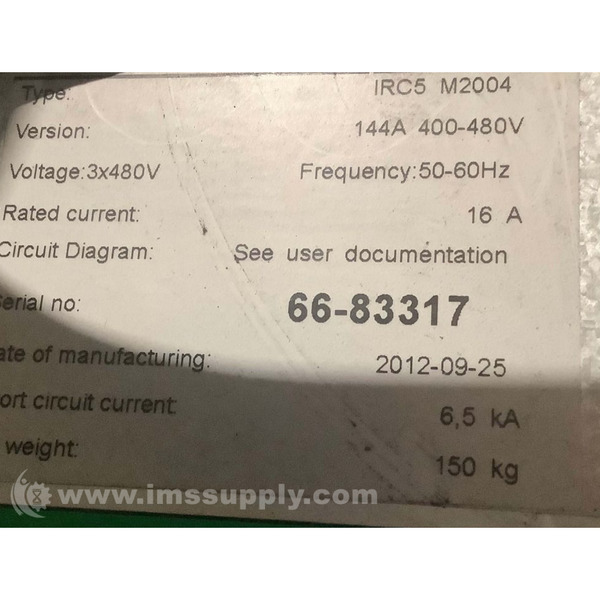 Type: IRC5 M2004
Version: 144A 400-480V
Voltage:3x480V Frequency:50-60Hz
Rated current: 16 A
Circuit Diagram: See user documentation
erial no: 66-83317
ate of manufacturing: 2012-09-25
ort circuit current: 6,5 kA
weight: 150 kg
www.imssupply.com